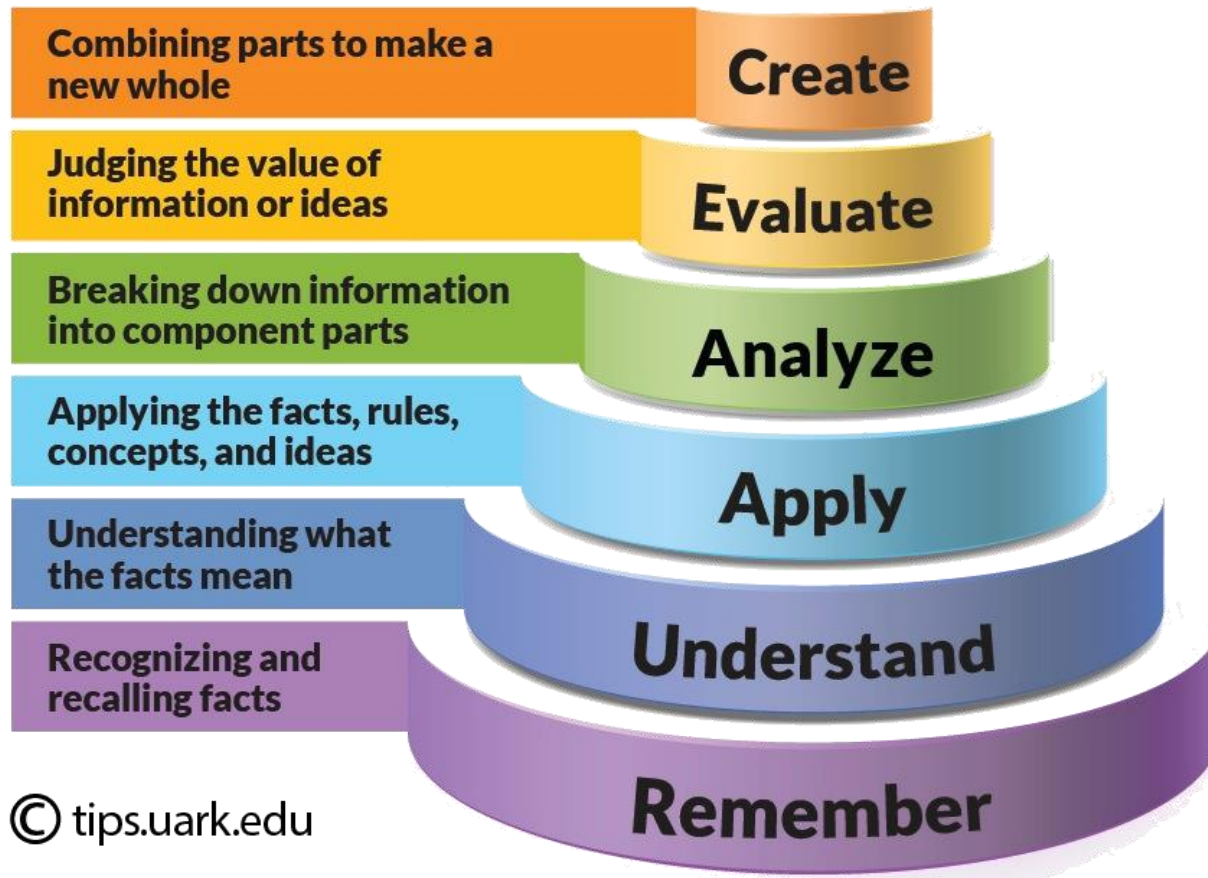 Combining parts to make a
new whole
Create
Judging the value of
information or ideas
Evaluate
Breaking down information
into component parts
Analyze
Applying the facts, rules,
concepts, and ideas
Apply
Understanding what
the facts mean
Understand
Recognizing and
recalling facts
Remember
© tips.uark.edu